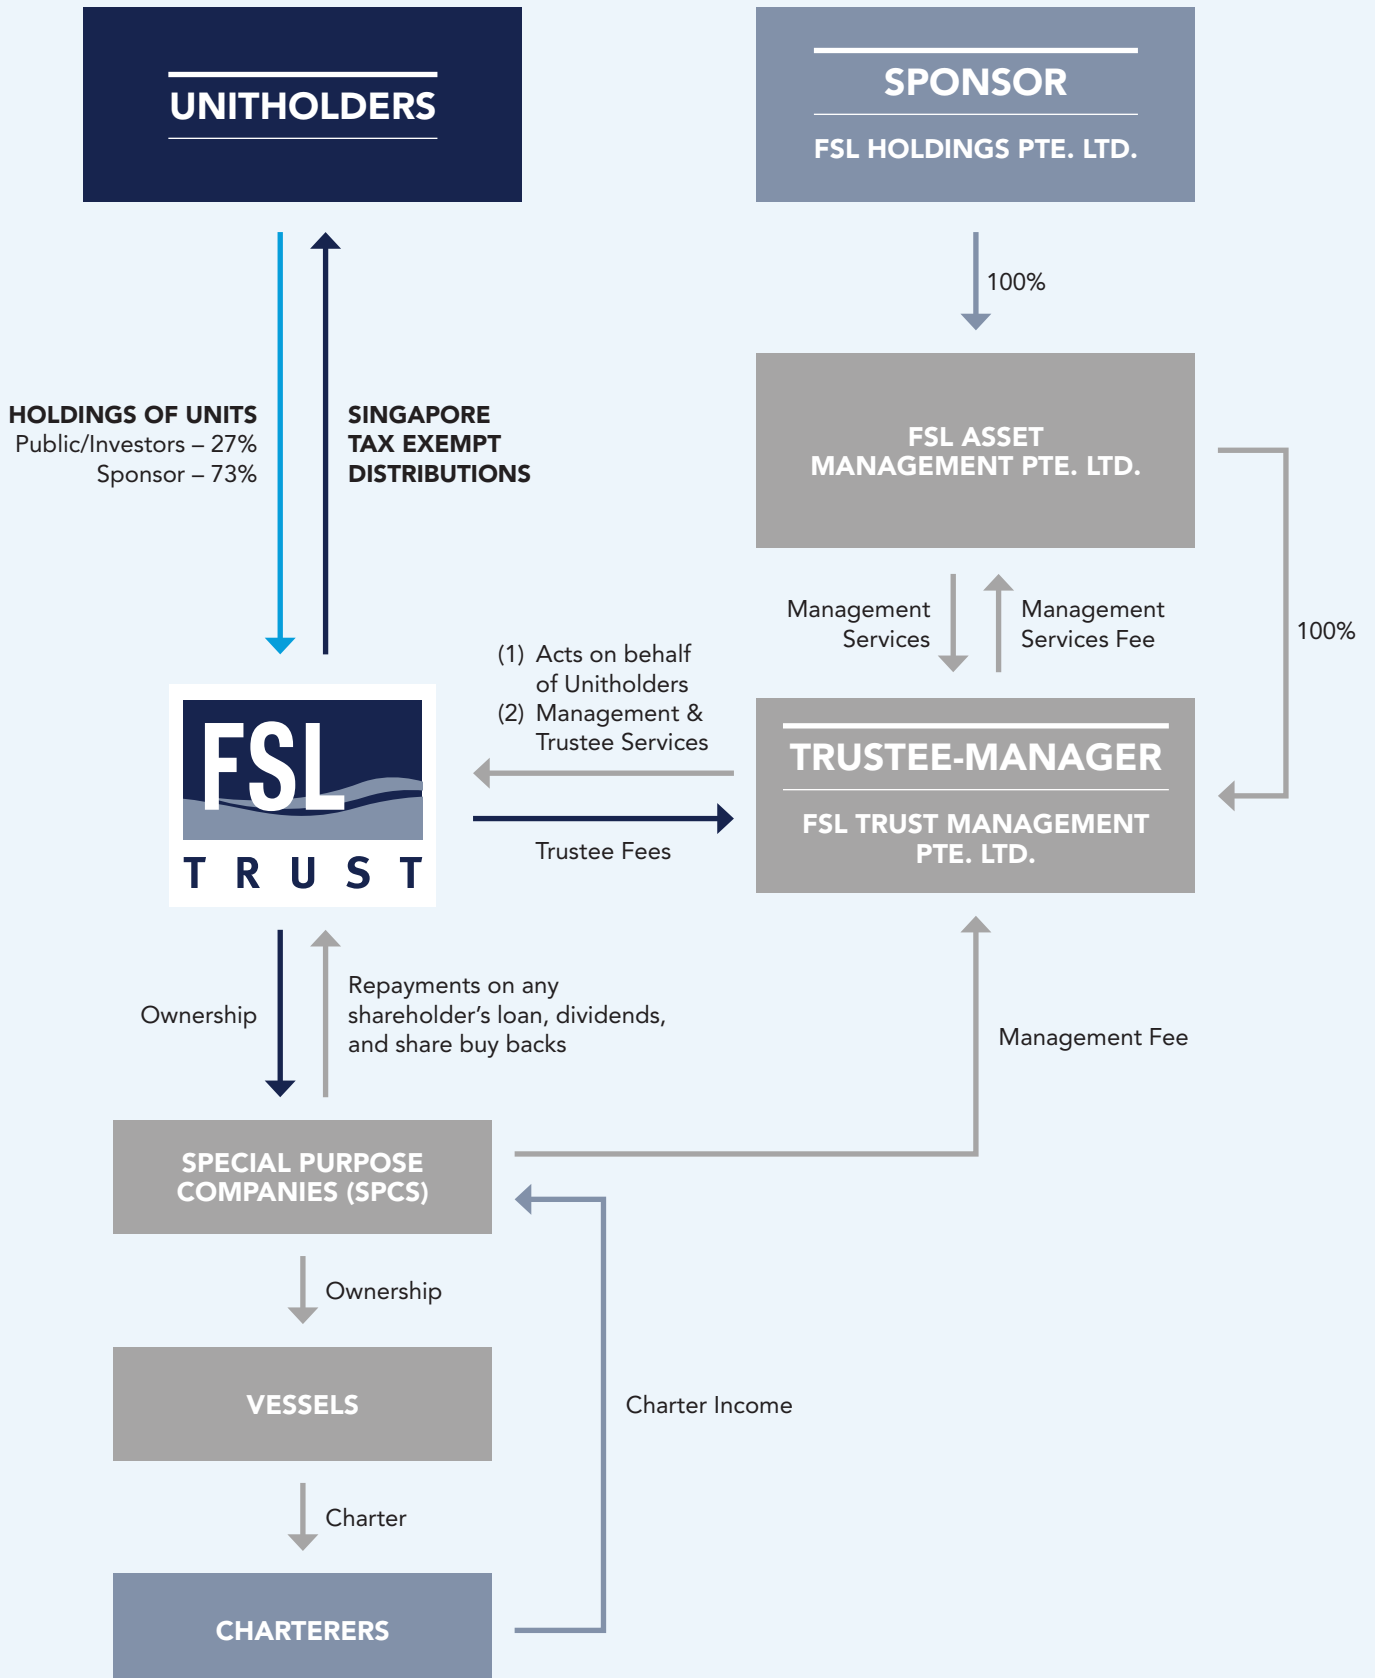 UNITHOLDERS
SPONSOR
FSL HOLDINGS PTE. LTD.
100%
HOLDINGS OF UNITS
Public/Investors – 27%
Sponsor – 73%
SINGAPORE
TAX EXEMPT
DISTRIBUTIONS
FSL ASSET
MANAGEMENT PTE. LTD.
Management
Services
Management
Services Fee
100%
(1) Acts on behalf
of Unitholders
(2) Management &
Trustee Services
FSL
TRUST
Trustee Fees
TRUSTEE-MANAGER
FSL TRUST MANAGEMENT
PTE. LTD.
Ownership
Repayments on any
shareholder’s loan, dividends,
and share buy backs
Management Fee
SPECIAL PURPOSE
COMPANIES (SPCS)
Ownership
VESSELS
Charter Income
Charter
CHARTERERS